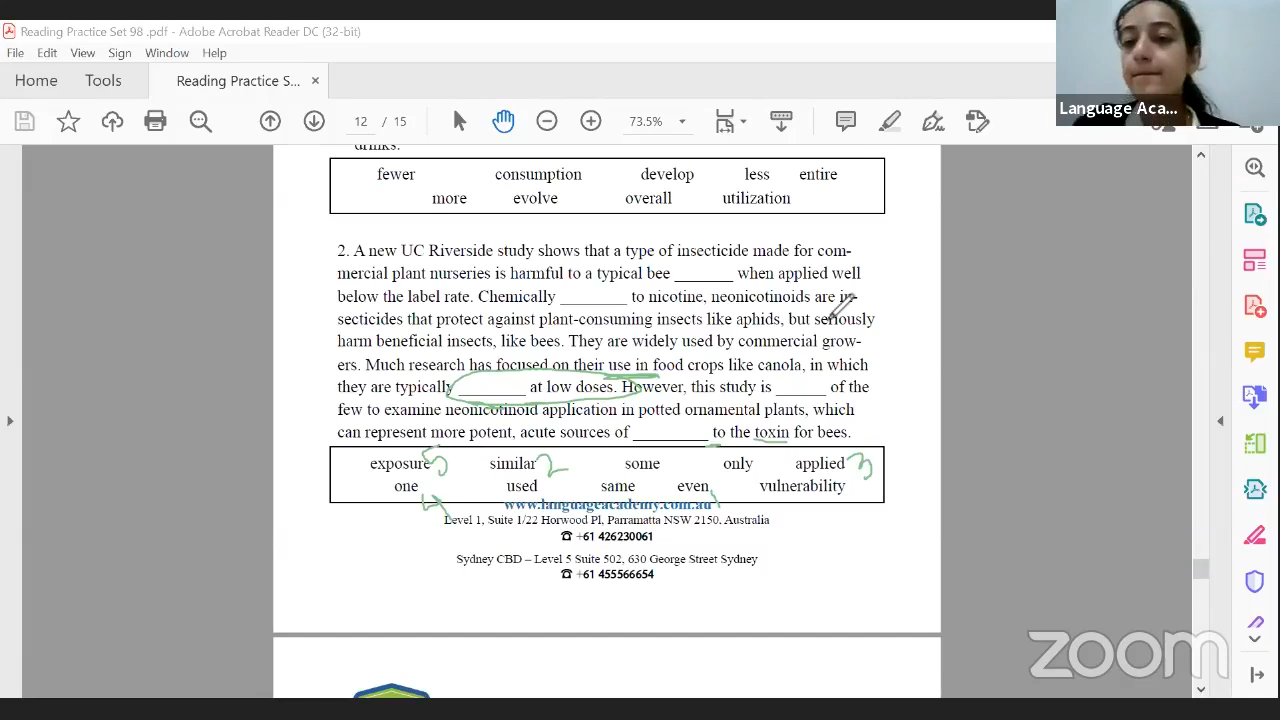 Reading Practice Set 98 .pdf - Adobe Acrobat Reader DC (32-bit)
File Edit View Sign Window Help
Home Tools Reading Practice S... ×
12 / 15 73.5%
Language Aca...
drinks.
fewer consumption develop less entire
more evolve overall utilization
2. A new UC Riverside study shows that a type of insecticide made for com-
mercial plant nurseries is harmful to a typical bee ______ when applied well
below the label rate. Chemically _______ to nicotine, neonicotinoids are in-
secticides that protect against plant-consuming insects like aphids, but seriously
harm beneficial insects, like bees. They are widely used by commercial grow-
ers. Much research has focused on their use in food crops like canola, in which
they are typically _______ at low doses. However, this study is _____ of the
few to examine neonicotinoid application in potted ornamental plants, which
can represent more potent, acute sources of ________ to the toxin for bees.
exposure 5 similar 2 some only applied 3
one 4 used same even 1 vulnerability
www.languageacademy.com.au
Level 1, Suite 1/22 Horwood Pl, Parramatta NSW 2150, Australia
☎ +61 426230061
Sydney CBD – Level 5 Suite 502, 630 George Street Sydney
☎ +61 455566654
zoom